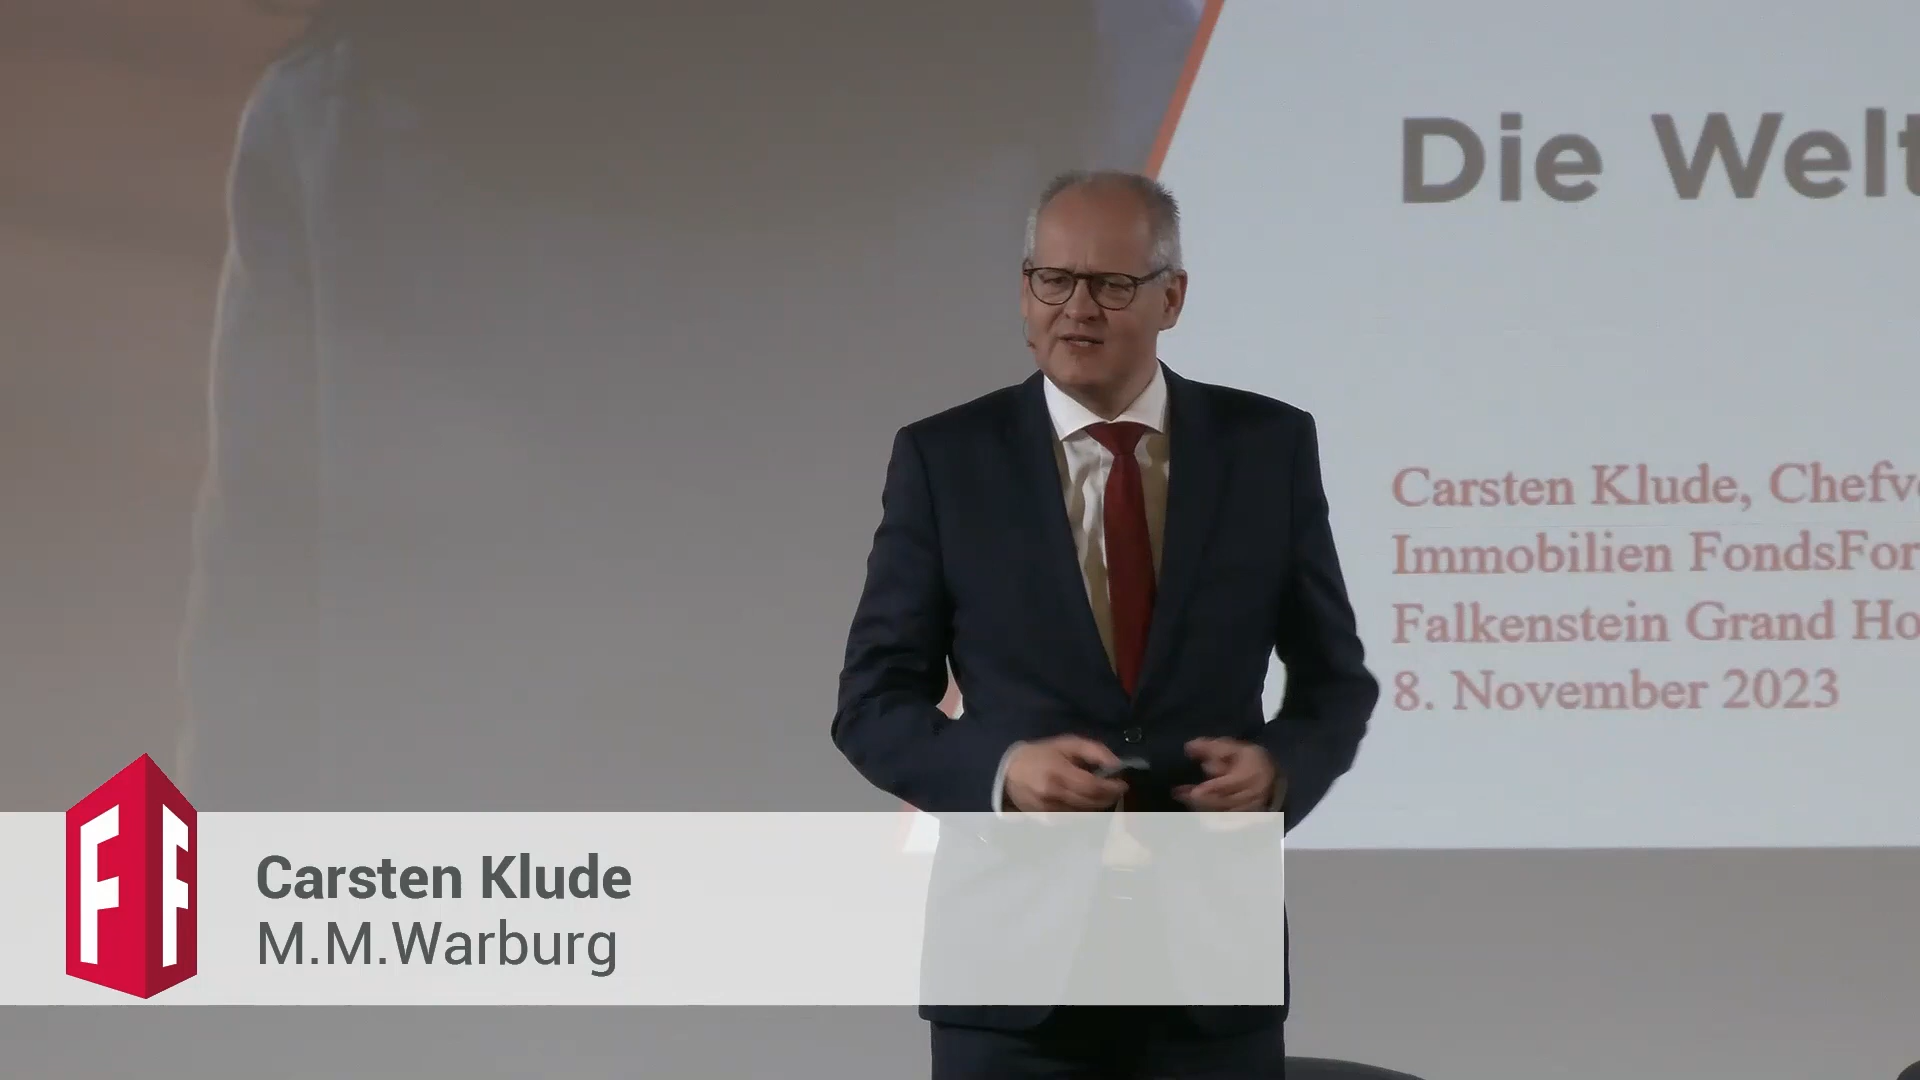 Die Welt
Carsten Klude, Chefv
Immobilien FondsFor
Falkenstein Grand Ho
8. November 2023
FF
Carsten Klude
M.M.Warburg